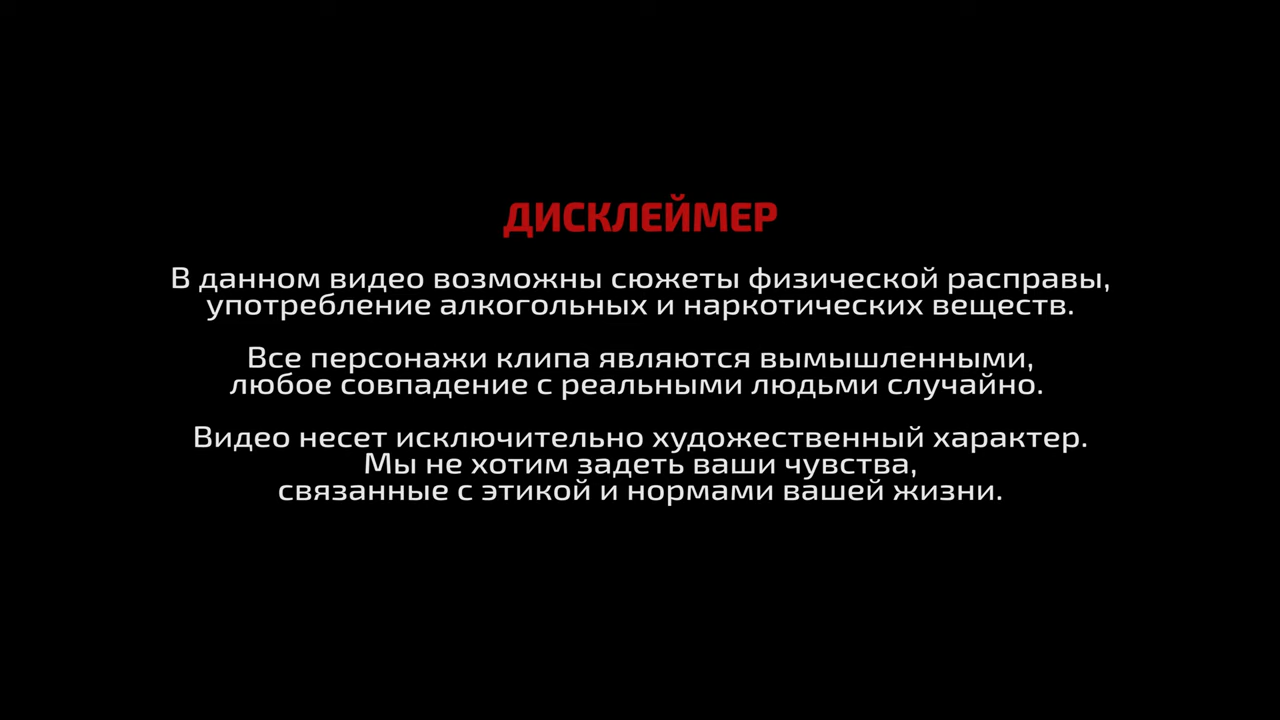 ДИСКЛЕЙМЕР
В данном видео возможны сюжеты физической расправы,
употребление алкогольных и наркотических веществ.
Все персонажи клипа являются вымышленными,
любое совпадение с реальными людьми случайно.
Видео несет исключительно художественный характер.
Мы не хотим задеть ваши чувства,
связанные с этикой и нормами вашей жизни.